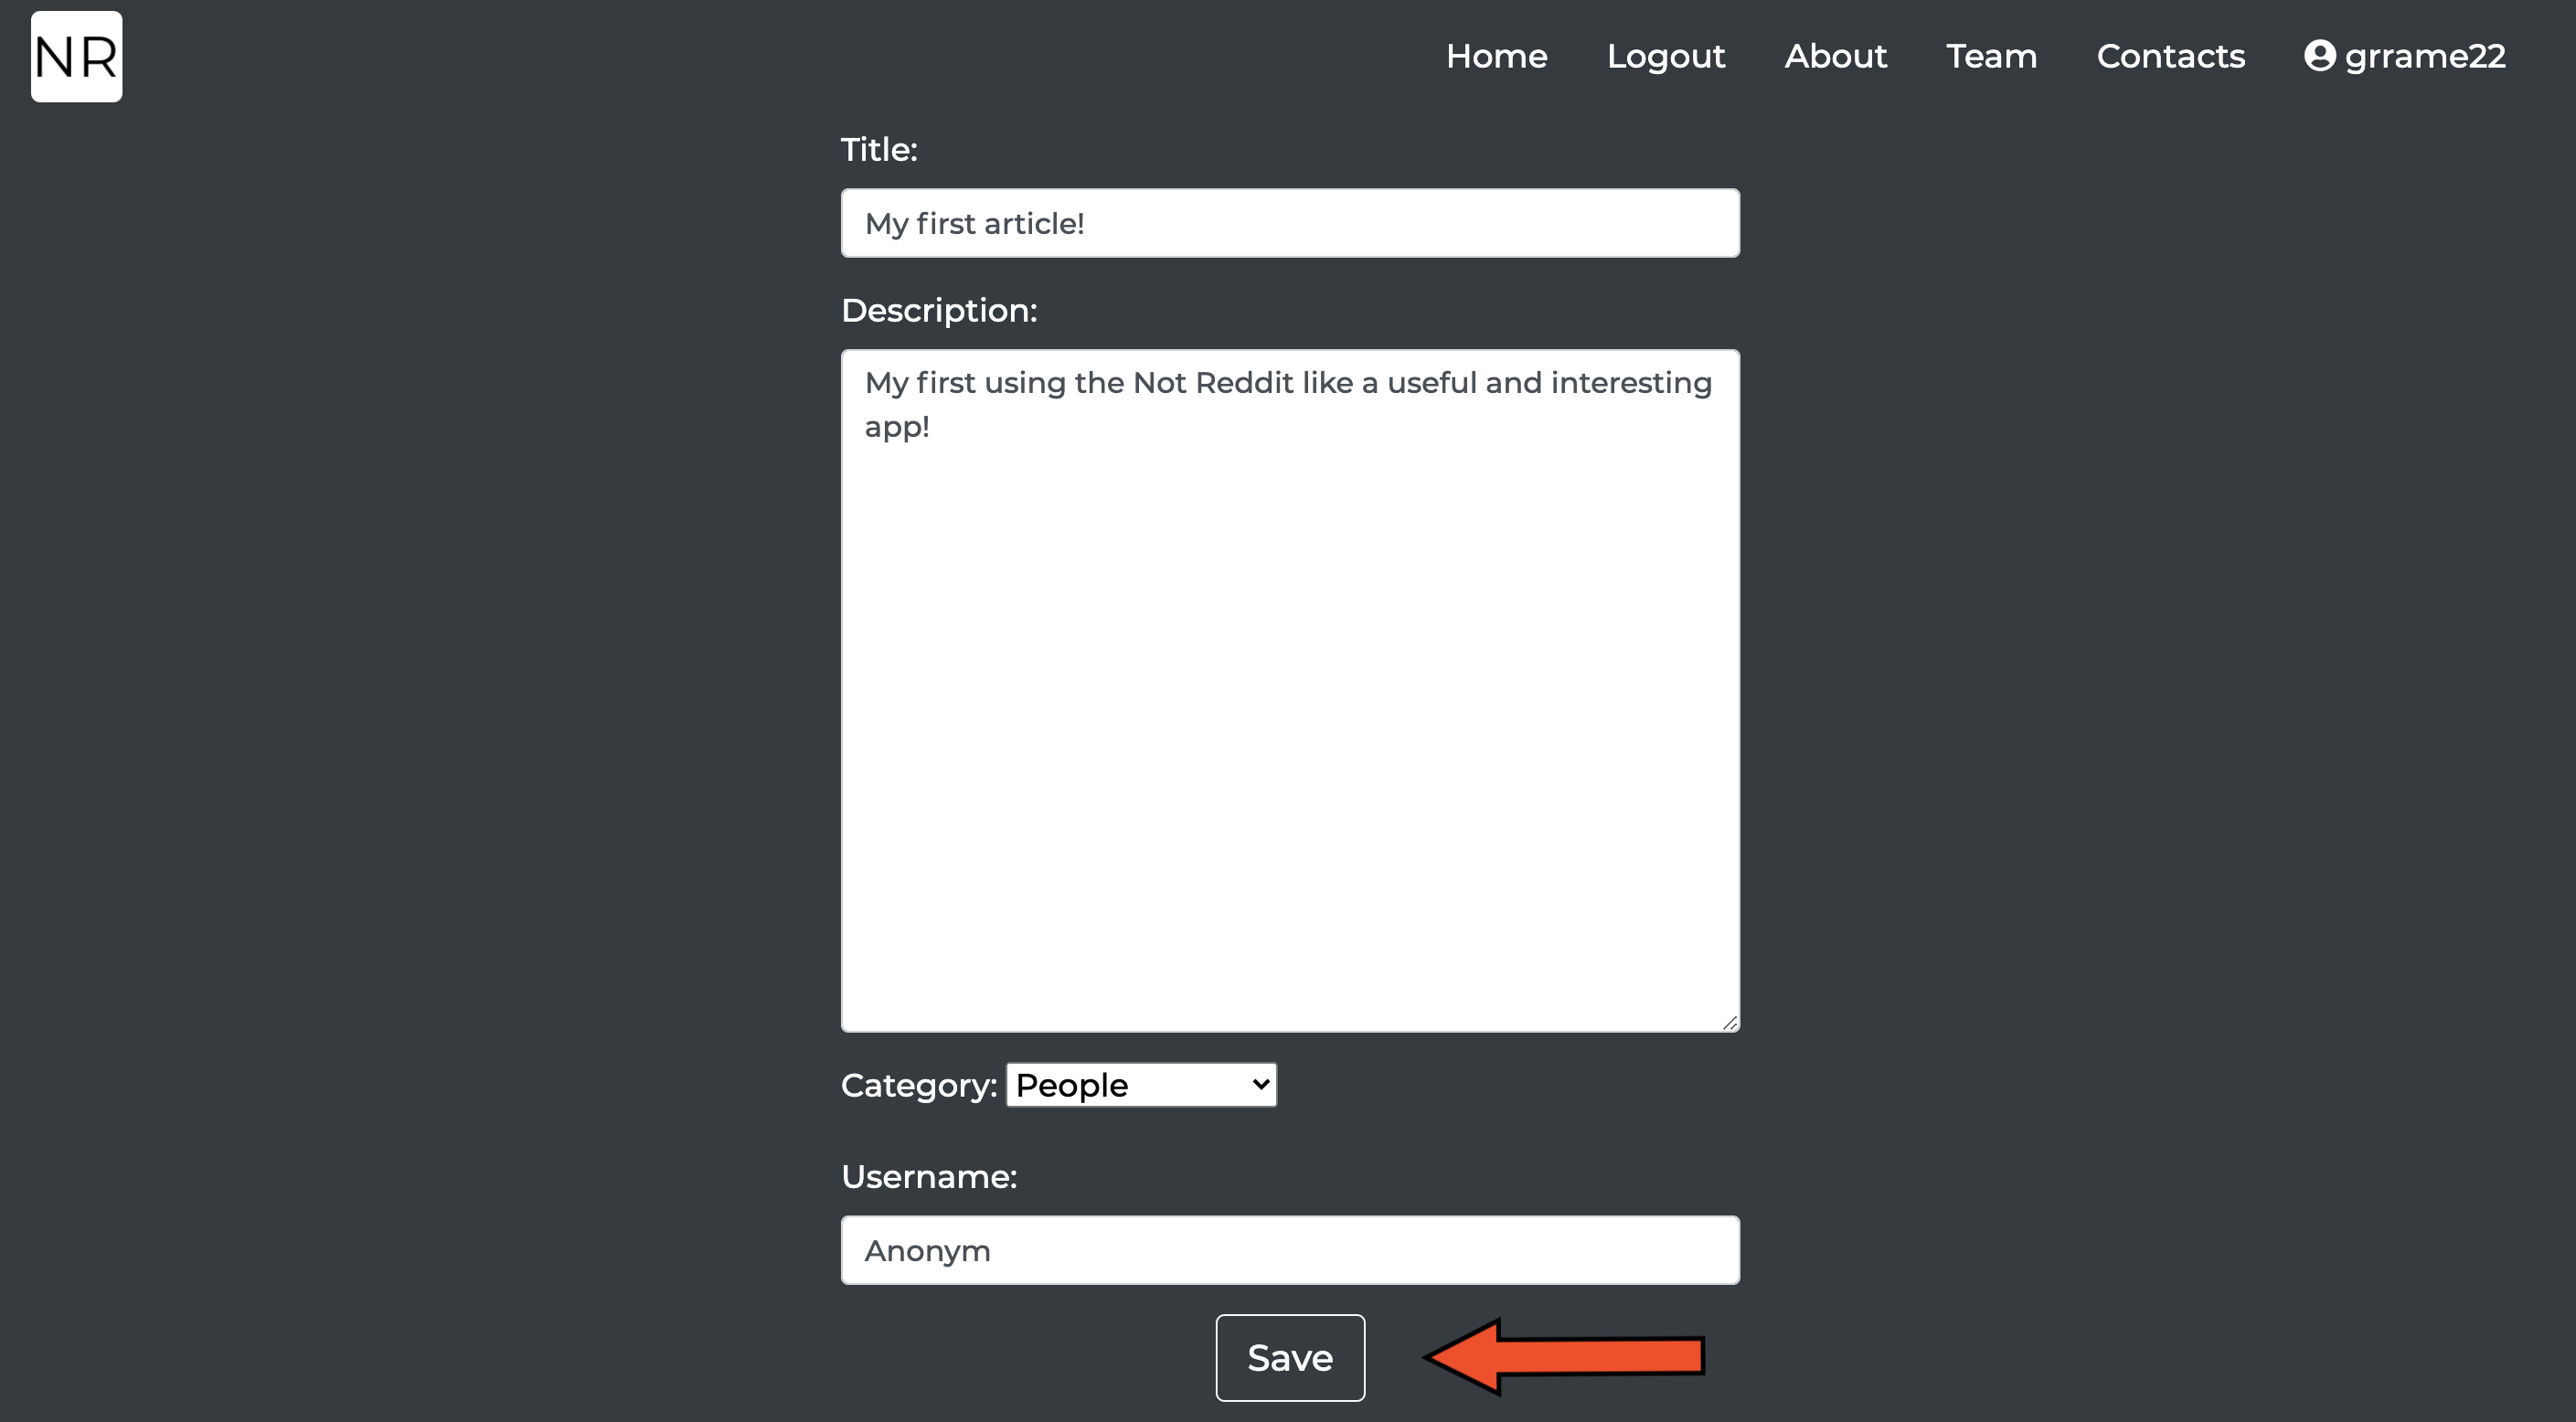 NR
Home Logout About Team Contacts grrame22
Title:
My first article!
Description:
My first using the Not Reddit like a useful and interesting
app!
Category: People
Username:
Anonym
Save